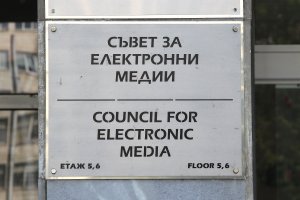 СЪВЕТ ЗА
ЕЛЕКТРОННИ
МЕДИИ
COUNCIL FOR
ELECTRONIC
MEDIA
ЕТАЖ 5,6 FLOOR 5,6